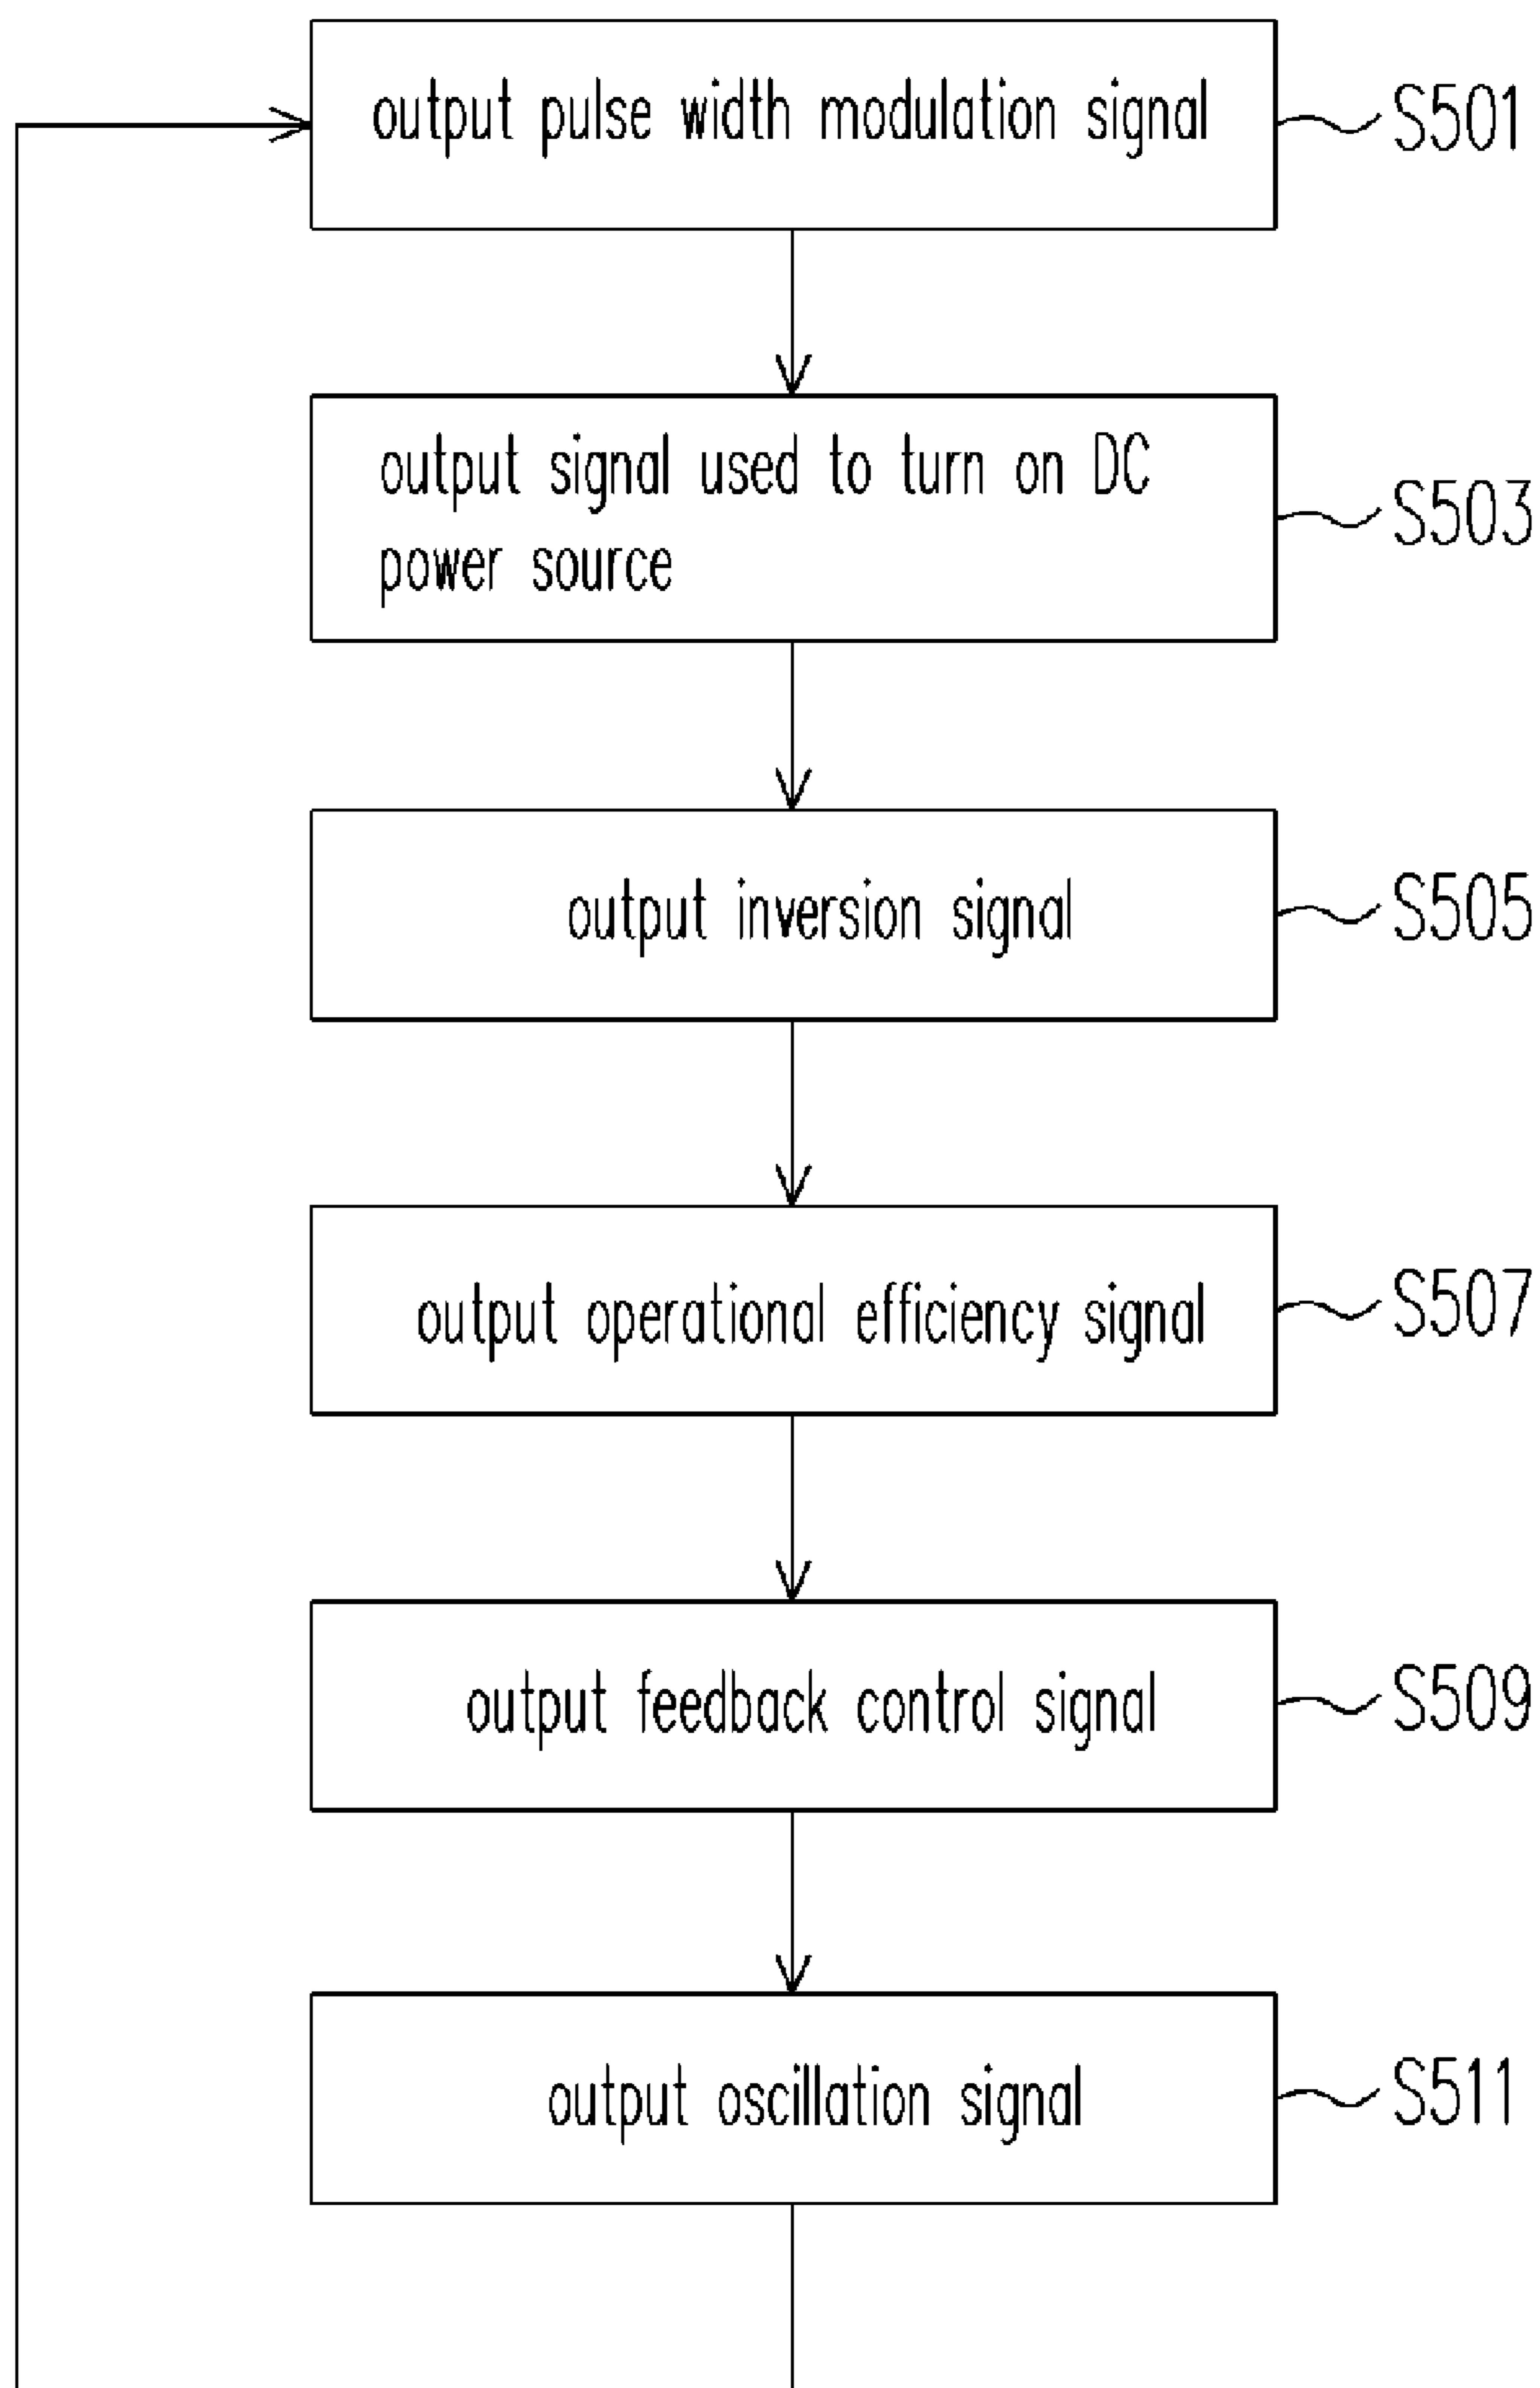 output pulse width modulation signal
S501
output signal used to turn on DC
power source
S503
output inversion signal
S505
output operational efficiency signal
S507
output feedback control signal
S509
output oscillation signal
S511